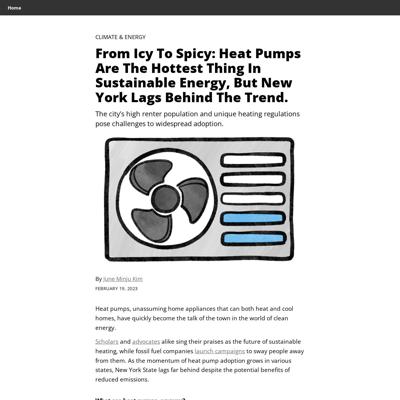 Home
CLIMATE & ENERGY
From Icy To Spicy: Heat Pumps
Are The Hottest Thing In
Sustainable Energy, But New
York Lags Behind The Trend.
The city's high renter population and unique heating regulations
pose challenges to widespread adoption.
By June Minju Kim
FEBRUARY 19, 2023
Heat pumps, unassuming home appliances that can both heat and cool
homes, have quickly become the talk of the town in the world of clean
energy.
Scholars and advocates alike sing their praises as the future of sustainable
heating, while fossil fuel companies launch campaigns to sway people away
from them. As the momentum of heat pump adoption grows in various
states, New York State lags far behind despite the potential benefits of
reduced emissions.